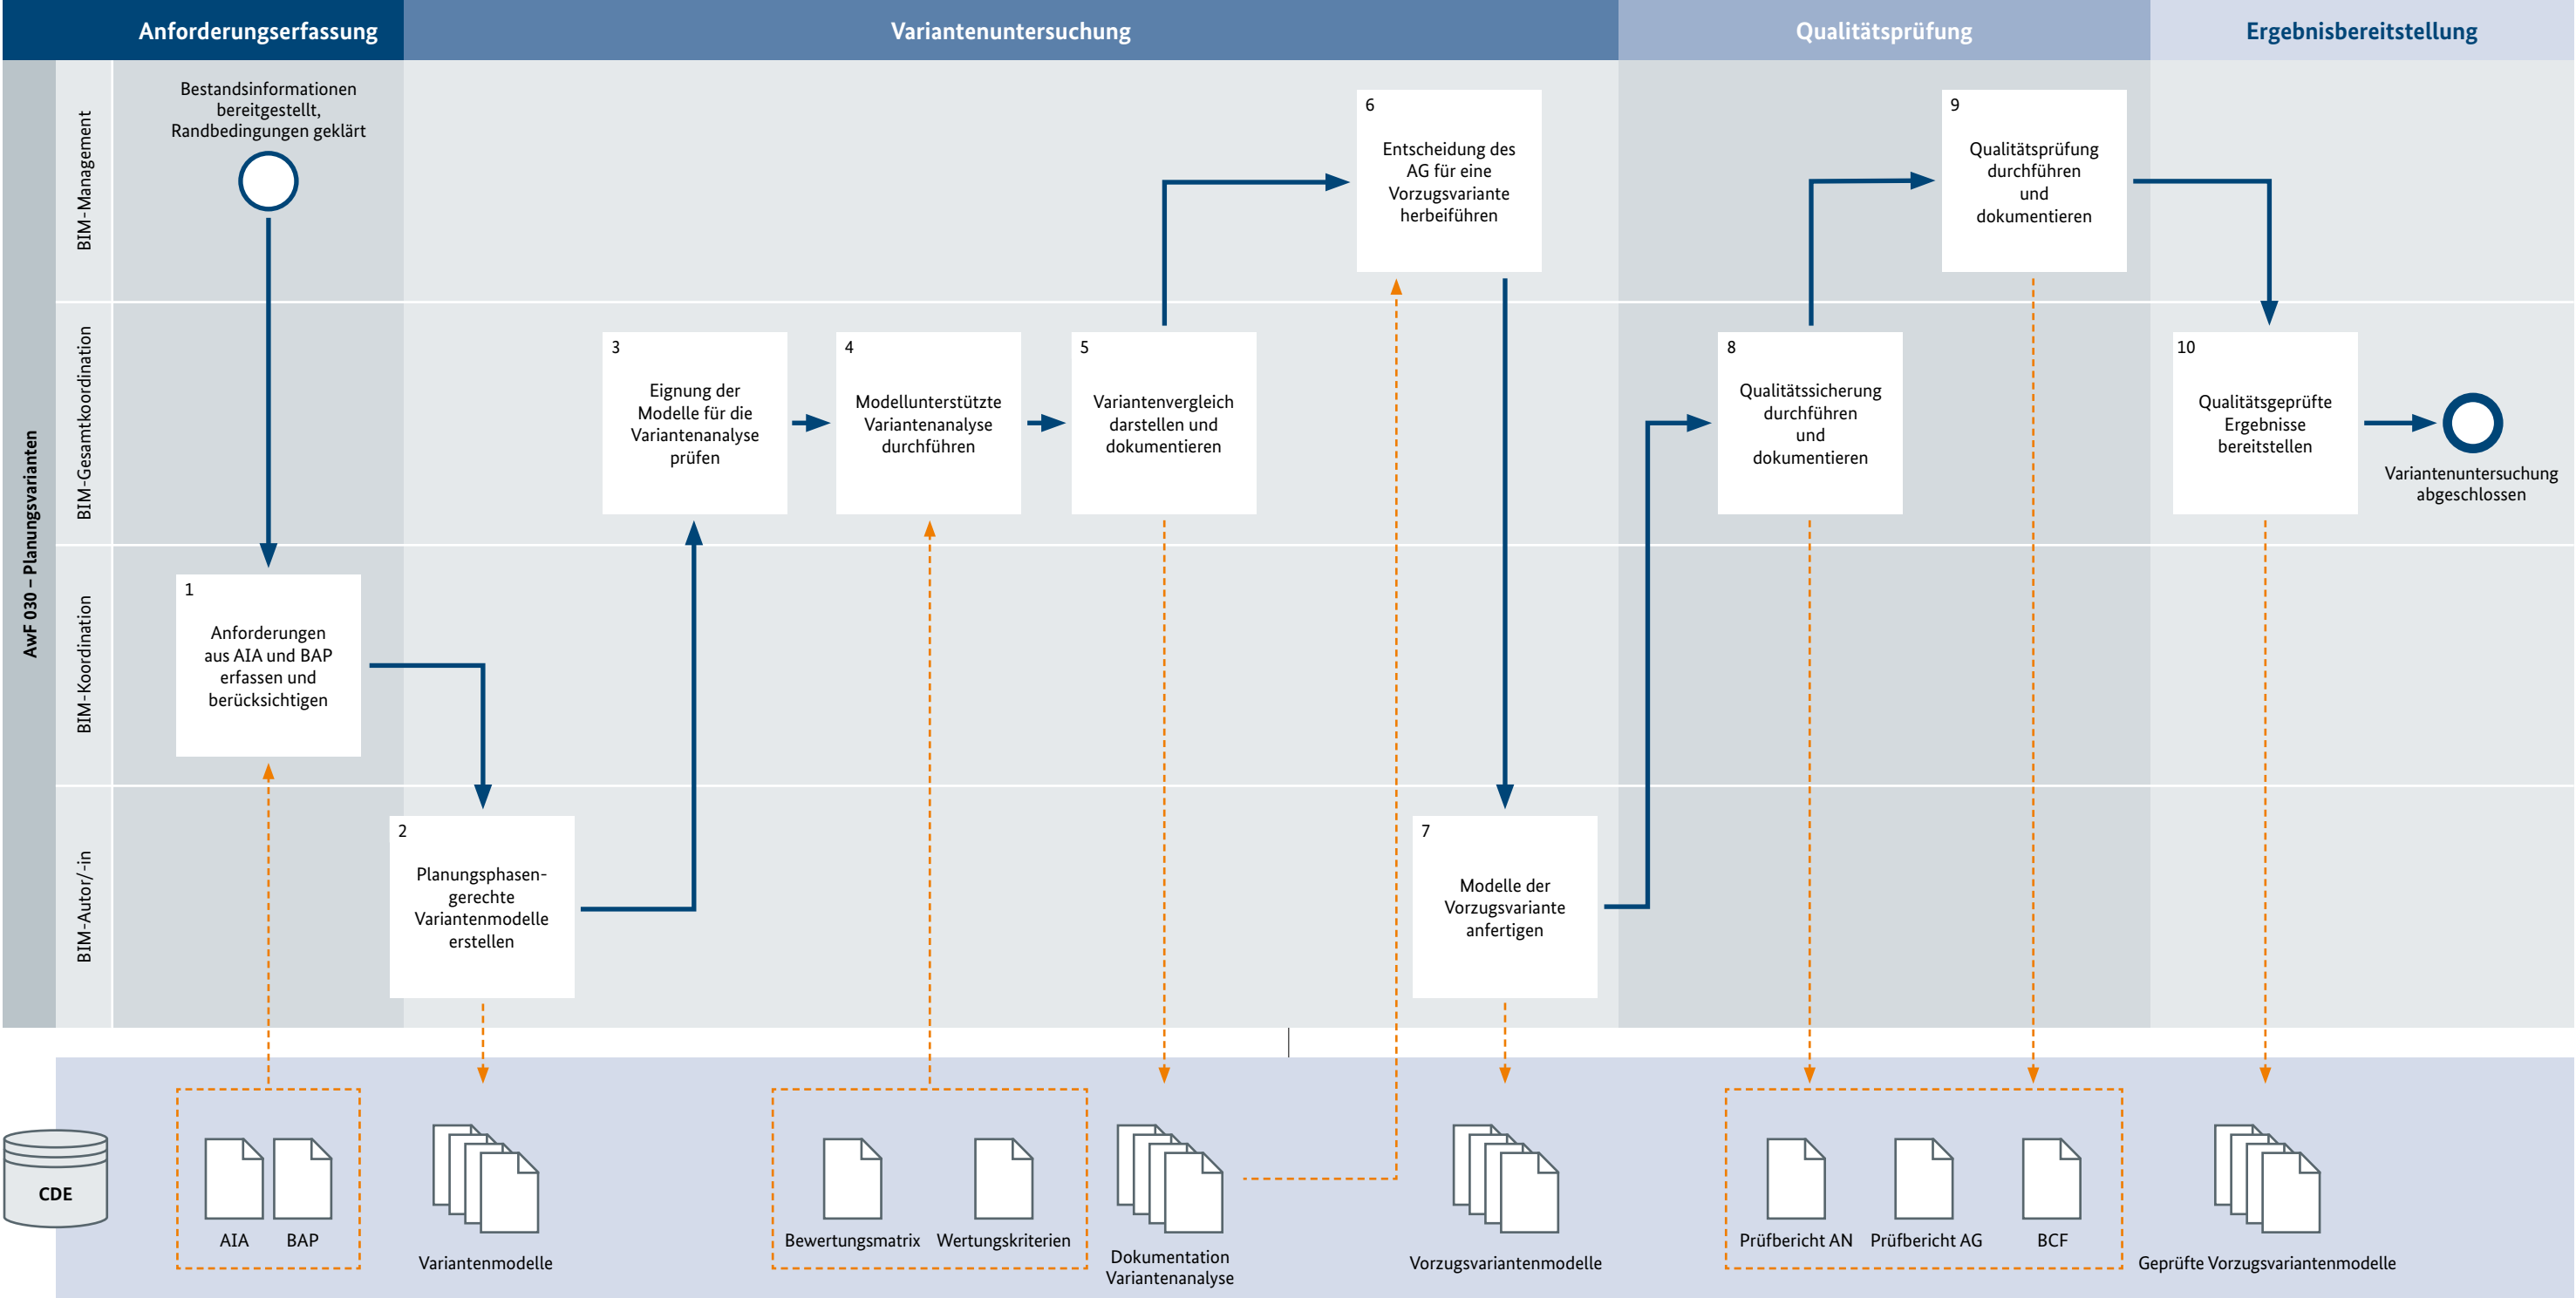 Anforderungserfassung
Variantenuntersuchung
Qualitätsprüfung
Ergebnisbereitstellung
AwF 030 – Planungsvarianten
BIM-Management
Bestandsinformationen
bereitgestellt,
Randbedingungen geklärt
6
Entscheidung des
AG für eine
Vorzugsvariante
herbeiführen
9
Qualitätsprüfung
durchführen
und
dokumentieren
BIM-Gesamtkoordination
3
Eignung der
Modelle für die
Variantenanalyse
prüfen
4
Modellunterstützte
Variantenanalyse
durchführen
5
Variantenvergleich
darstellen und
dokumentieren
8
Qualitätssicherung
durchführen
und
dokumentieren
10
Qualitätsgeprüfte
Ergebnisse
bereitstellen
Variantenuntersuchung
abgeschlossen
BIM-Koordination
1
Anforderungen
aus AIA und BAP
erfassen und
berücksichtigen
BIM-Autor/-in
2
Planungsphasen-
gerechte
Variantenmodelle
erstellen
7
Modelle der
Vorzugsvariante
anfertigen
CDE
AIA
BAP
Variantenmodelle
Bewertungsmatrix
Wertungskriterien
Dokumentation
Variantenanalyse
Vorzugsvariantenmodelle
Prüfbericht AN
Prüfbericht AG
BCF
Geprüfte Vorzugsvariantenmodelle